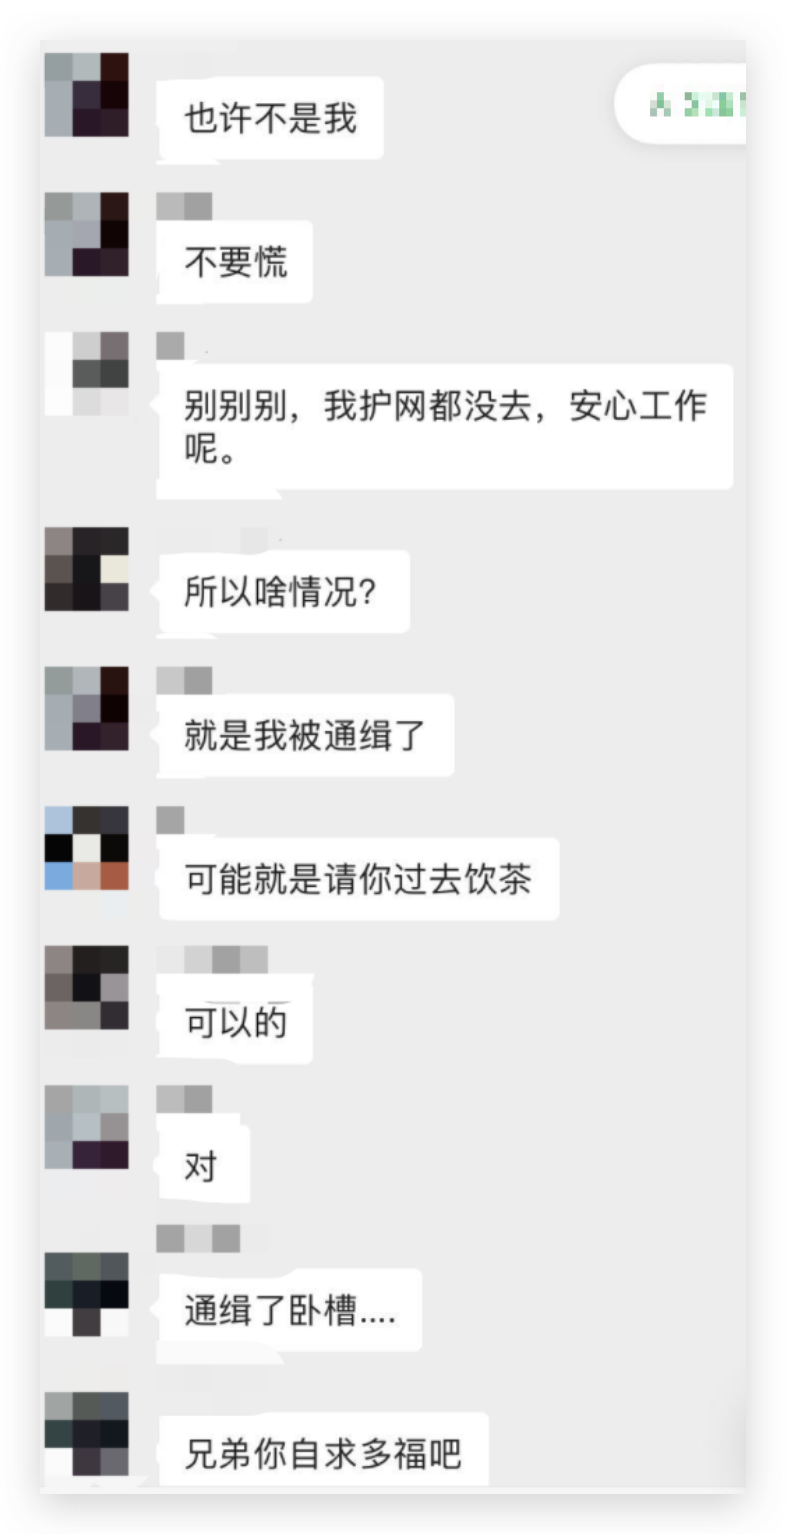 也许不是我
不要慌
别别别，我护网都没去，安心工作
呢。
所以啥情况？
就是我被通缉了
可能就是请你过去饮茶
可以的
对
通缉了卧槽....
兄弟你自求多福吧